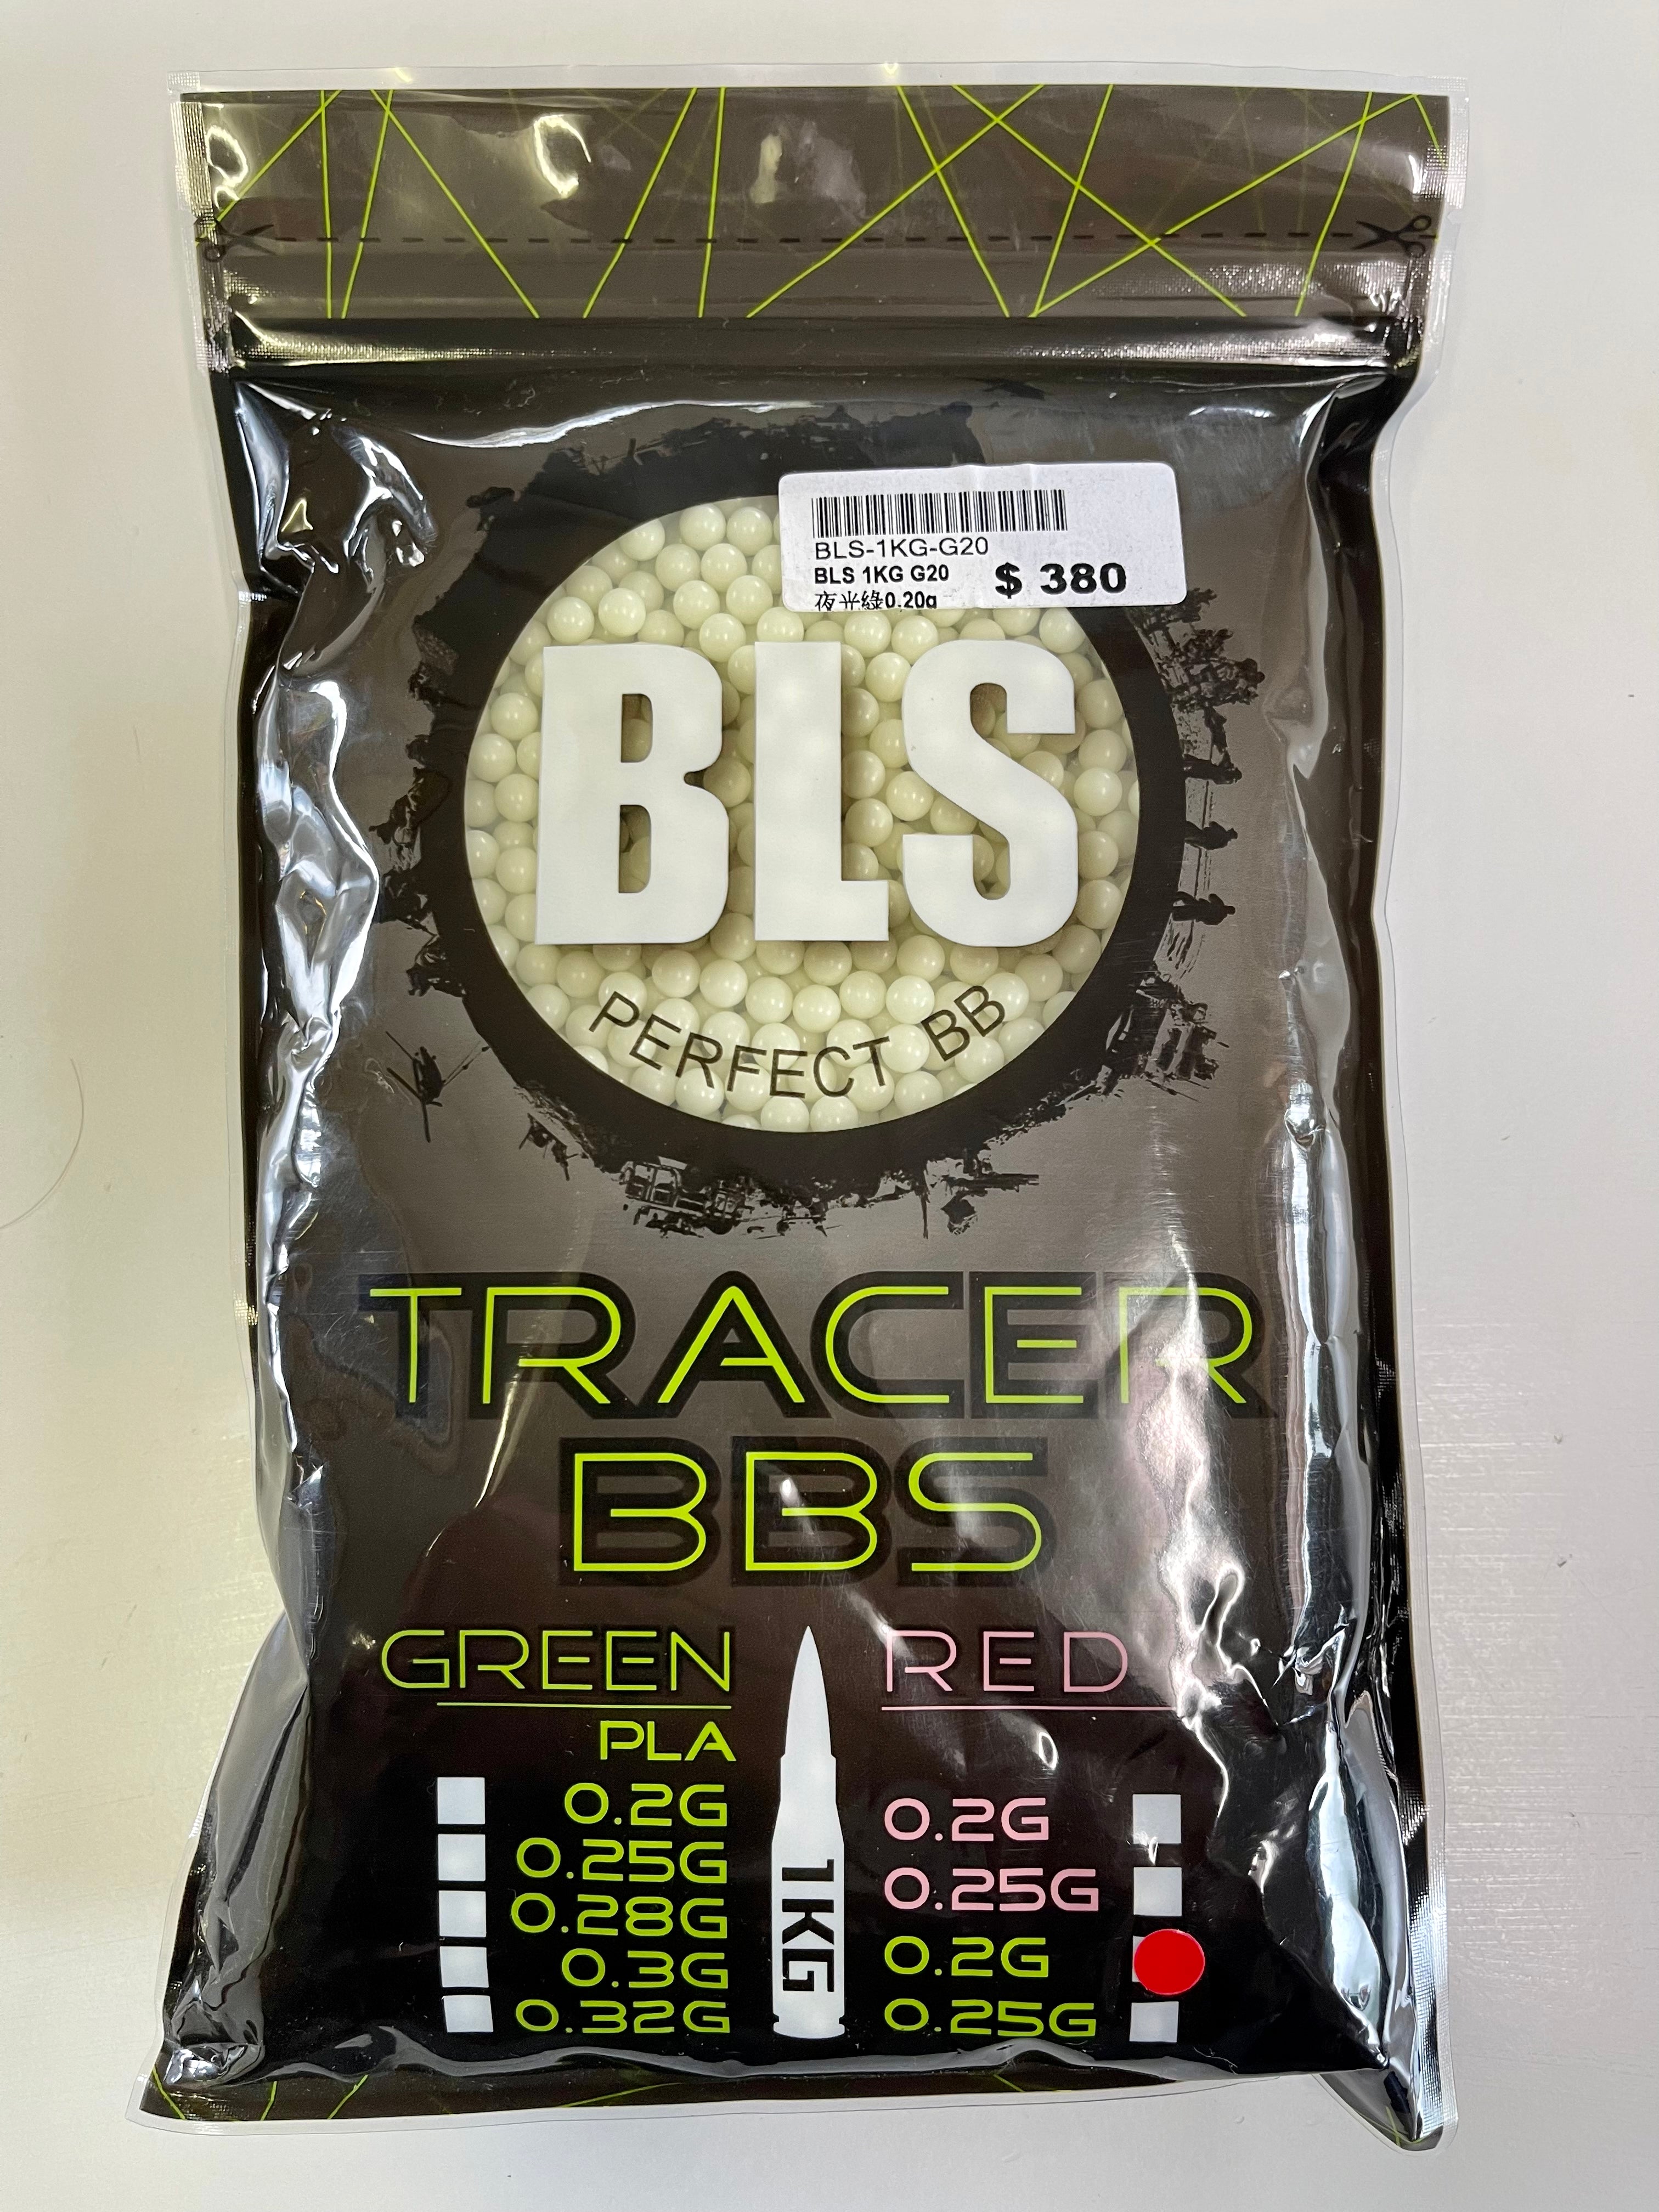 BLS-1KG-G20
BLS 1KG G20
$ 380
夜光綠0.20g
BLS
PERFECT BB
TRACER
BBS
GREEN
PLA
0.2G
0.25G
0.28G
0.3G
0.32G
1KG
RED
0.2G
0.25G
0.2G
0.25G